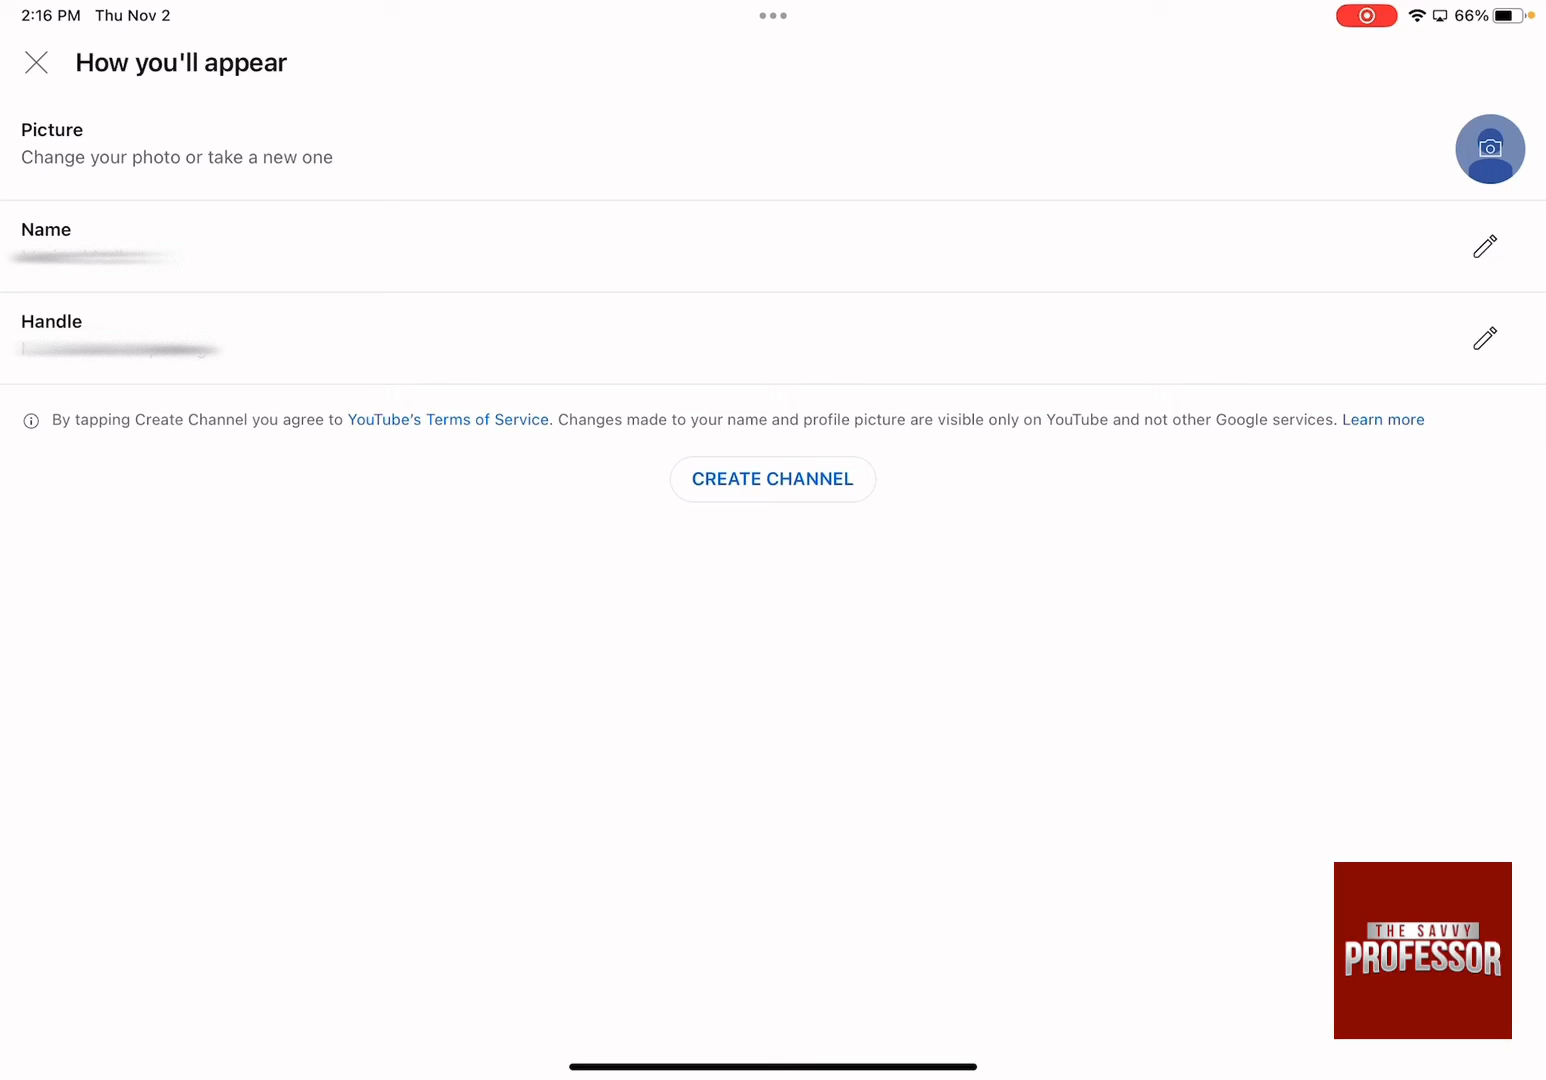 2:16 PM Thu Nov 2
66%
How you'll appear
Picture
Change your photo or take a new one
Name
Handle
By tapping Create Channel you agree to YouTube's Terms of Service. Changes made to your name and profile picture are visible only on YouTube and not other Google services. Learn more
CREATE CHANNEL
THE SAVVY
PROFESSOR